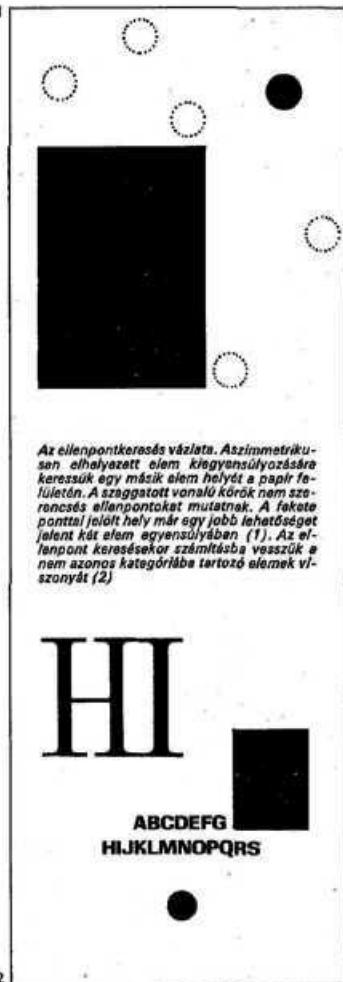 Az ellenpontkeresés vázlata. Aszimmetriku-
san elhelyezett elem kiegyensúlyozására
keressük egy másik elem helyét a papír fe-
lületén. A szaggatott vonalú körök nem sze-
rencsés ellenpontokat mutatnak. A fekete
ponttal jelölt hely már egy jobb lehetőséget
jelent két elem egyensúlyában (1). Az el-
lenpont keresésekor számításba vesszük a
nem azonos kategóriába tartozó elemek vi-
szonyát (2)
HI
ABCDEFG
HIJKLMNOPQRS
2